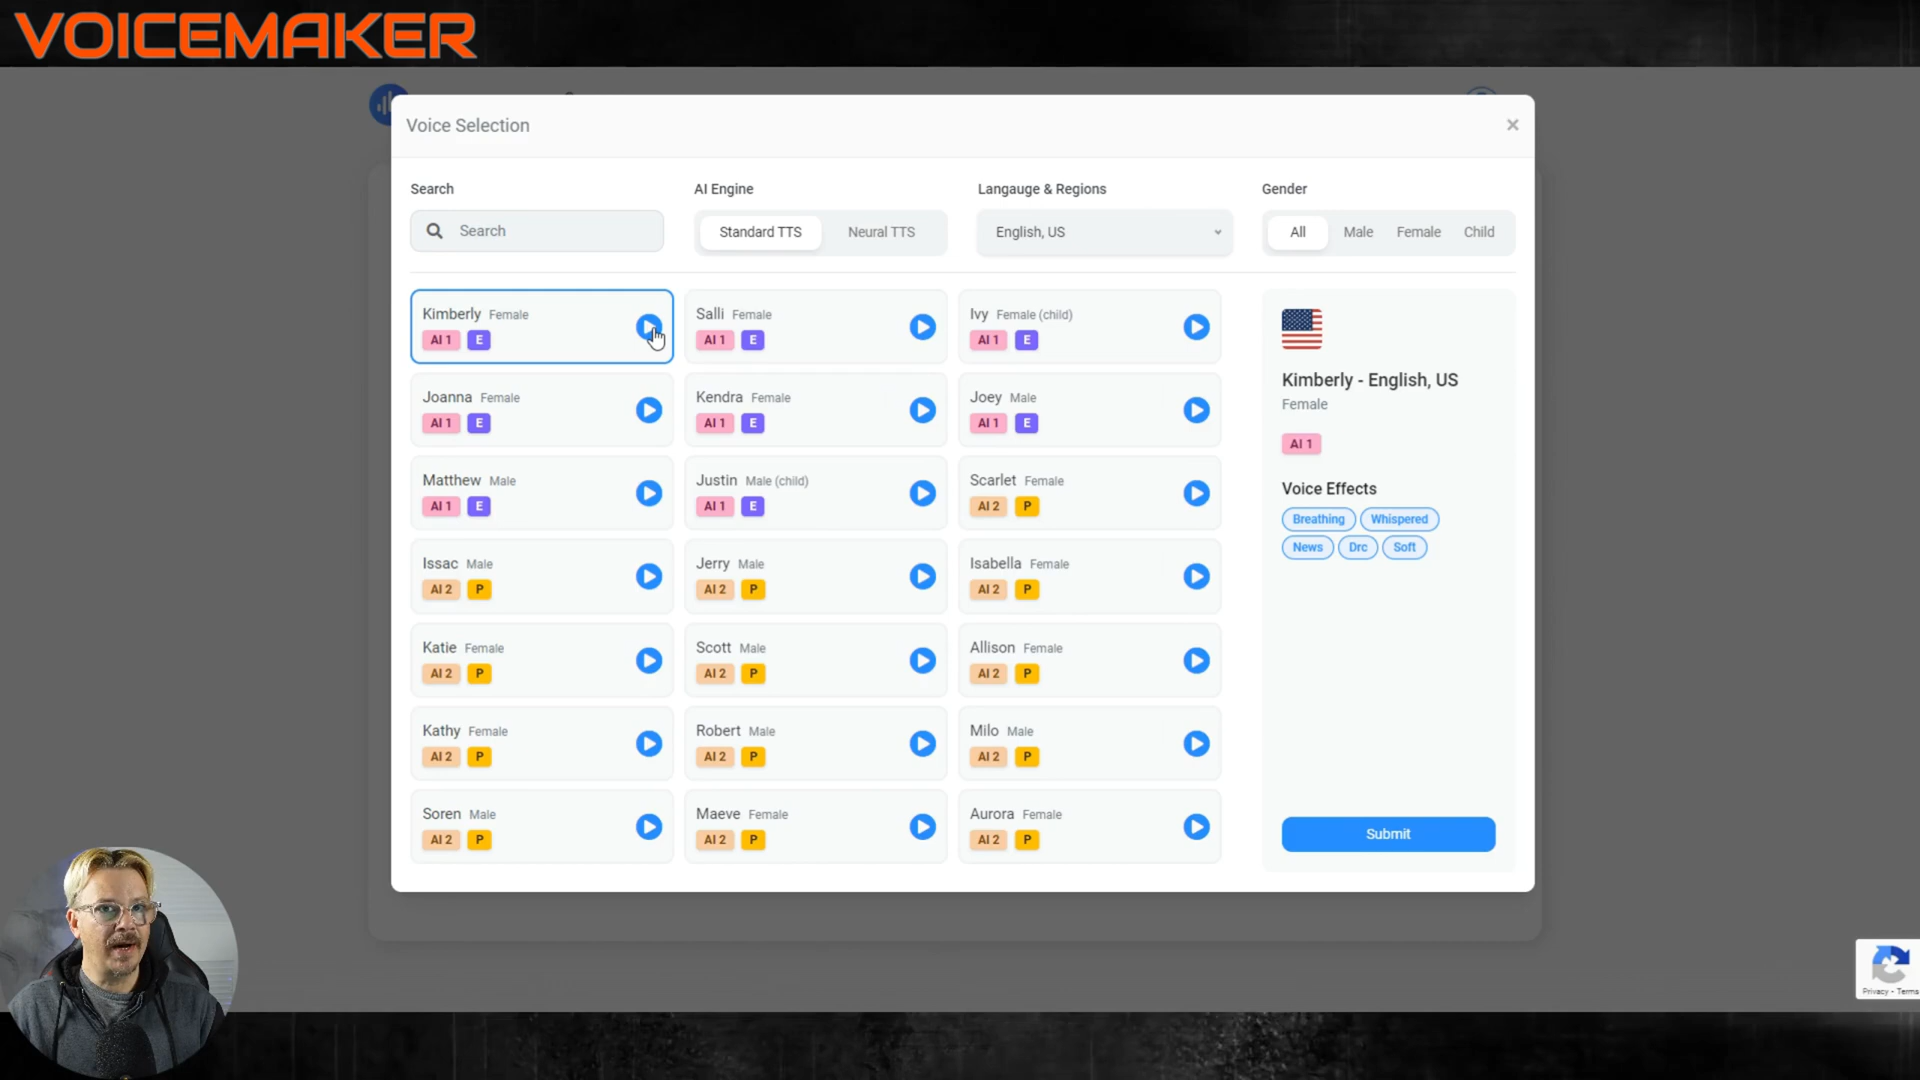 VOICEMAKER
Voice Selection
×
Search
AI Engine
Langauge & Regions
Gender
Search
Standard TTS
Neural TTS
English, US
All
Male
Female
Child
Kimberly Female
AI 1 E
Salli Female
AI 1 E
Ivy Female (child)
AI 1 E
Joanna Female
AI 1 E
Kendra Female
AI 1 E
Joey Male
AI 1 E
Matthew Male
AI 1 E
Justin Male (child)
AI 1 E
Scarlet Female
AI 2 P
Issac Male
AI 2 P
Jerry Male
AI 2 P
Isabella Female
AI 2 P
Katie Female
AI 2 P
Scott Male
AI 2 P
Allison Female
AI 2 P
Kathy Female
AI 2 P
Robert Male
AI 2 P
Milo Male
AI 2 P
Soren Male
AI 2 P
Maeve Female
AI 2 P
Aurora Female
AI 2 P
Kimberly - English, US
Female
AI 1
Voice Effects
Breathing Whispered
News Drc Soft
Submit
Privacy - Terms